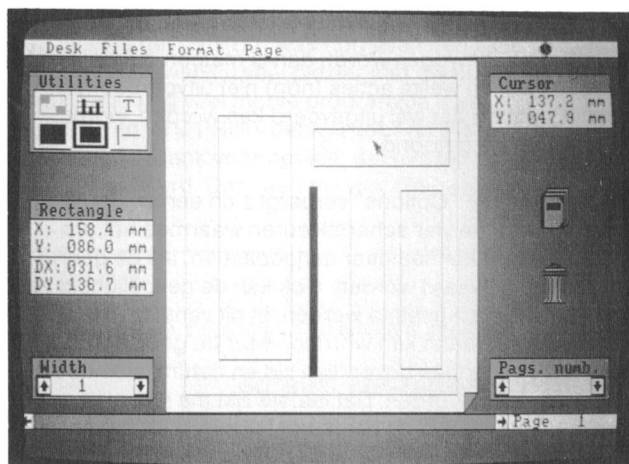 Desk Files Format Page
Utilities
T
Rectangle
X: 158.4 mm
Y: 086.0 mm
DX: 031.6 mm
DY: 136.7 mm
Width
1
Cursor
X: 137.2 mm
Y: 047.9 mm
Pags. numb.
Page 1